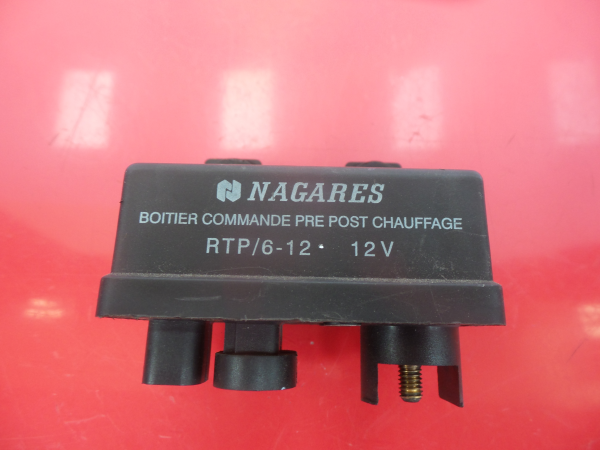 NAGARES
BOITIER COMMANDE PRE POST CHAUFFAGE
RTP/6-12 · 12V